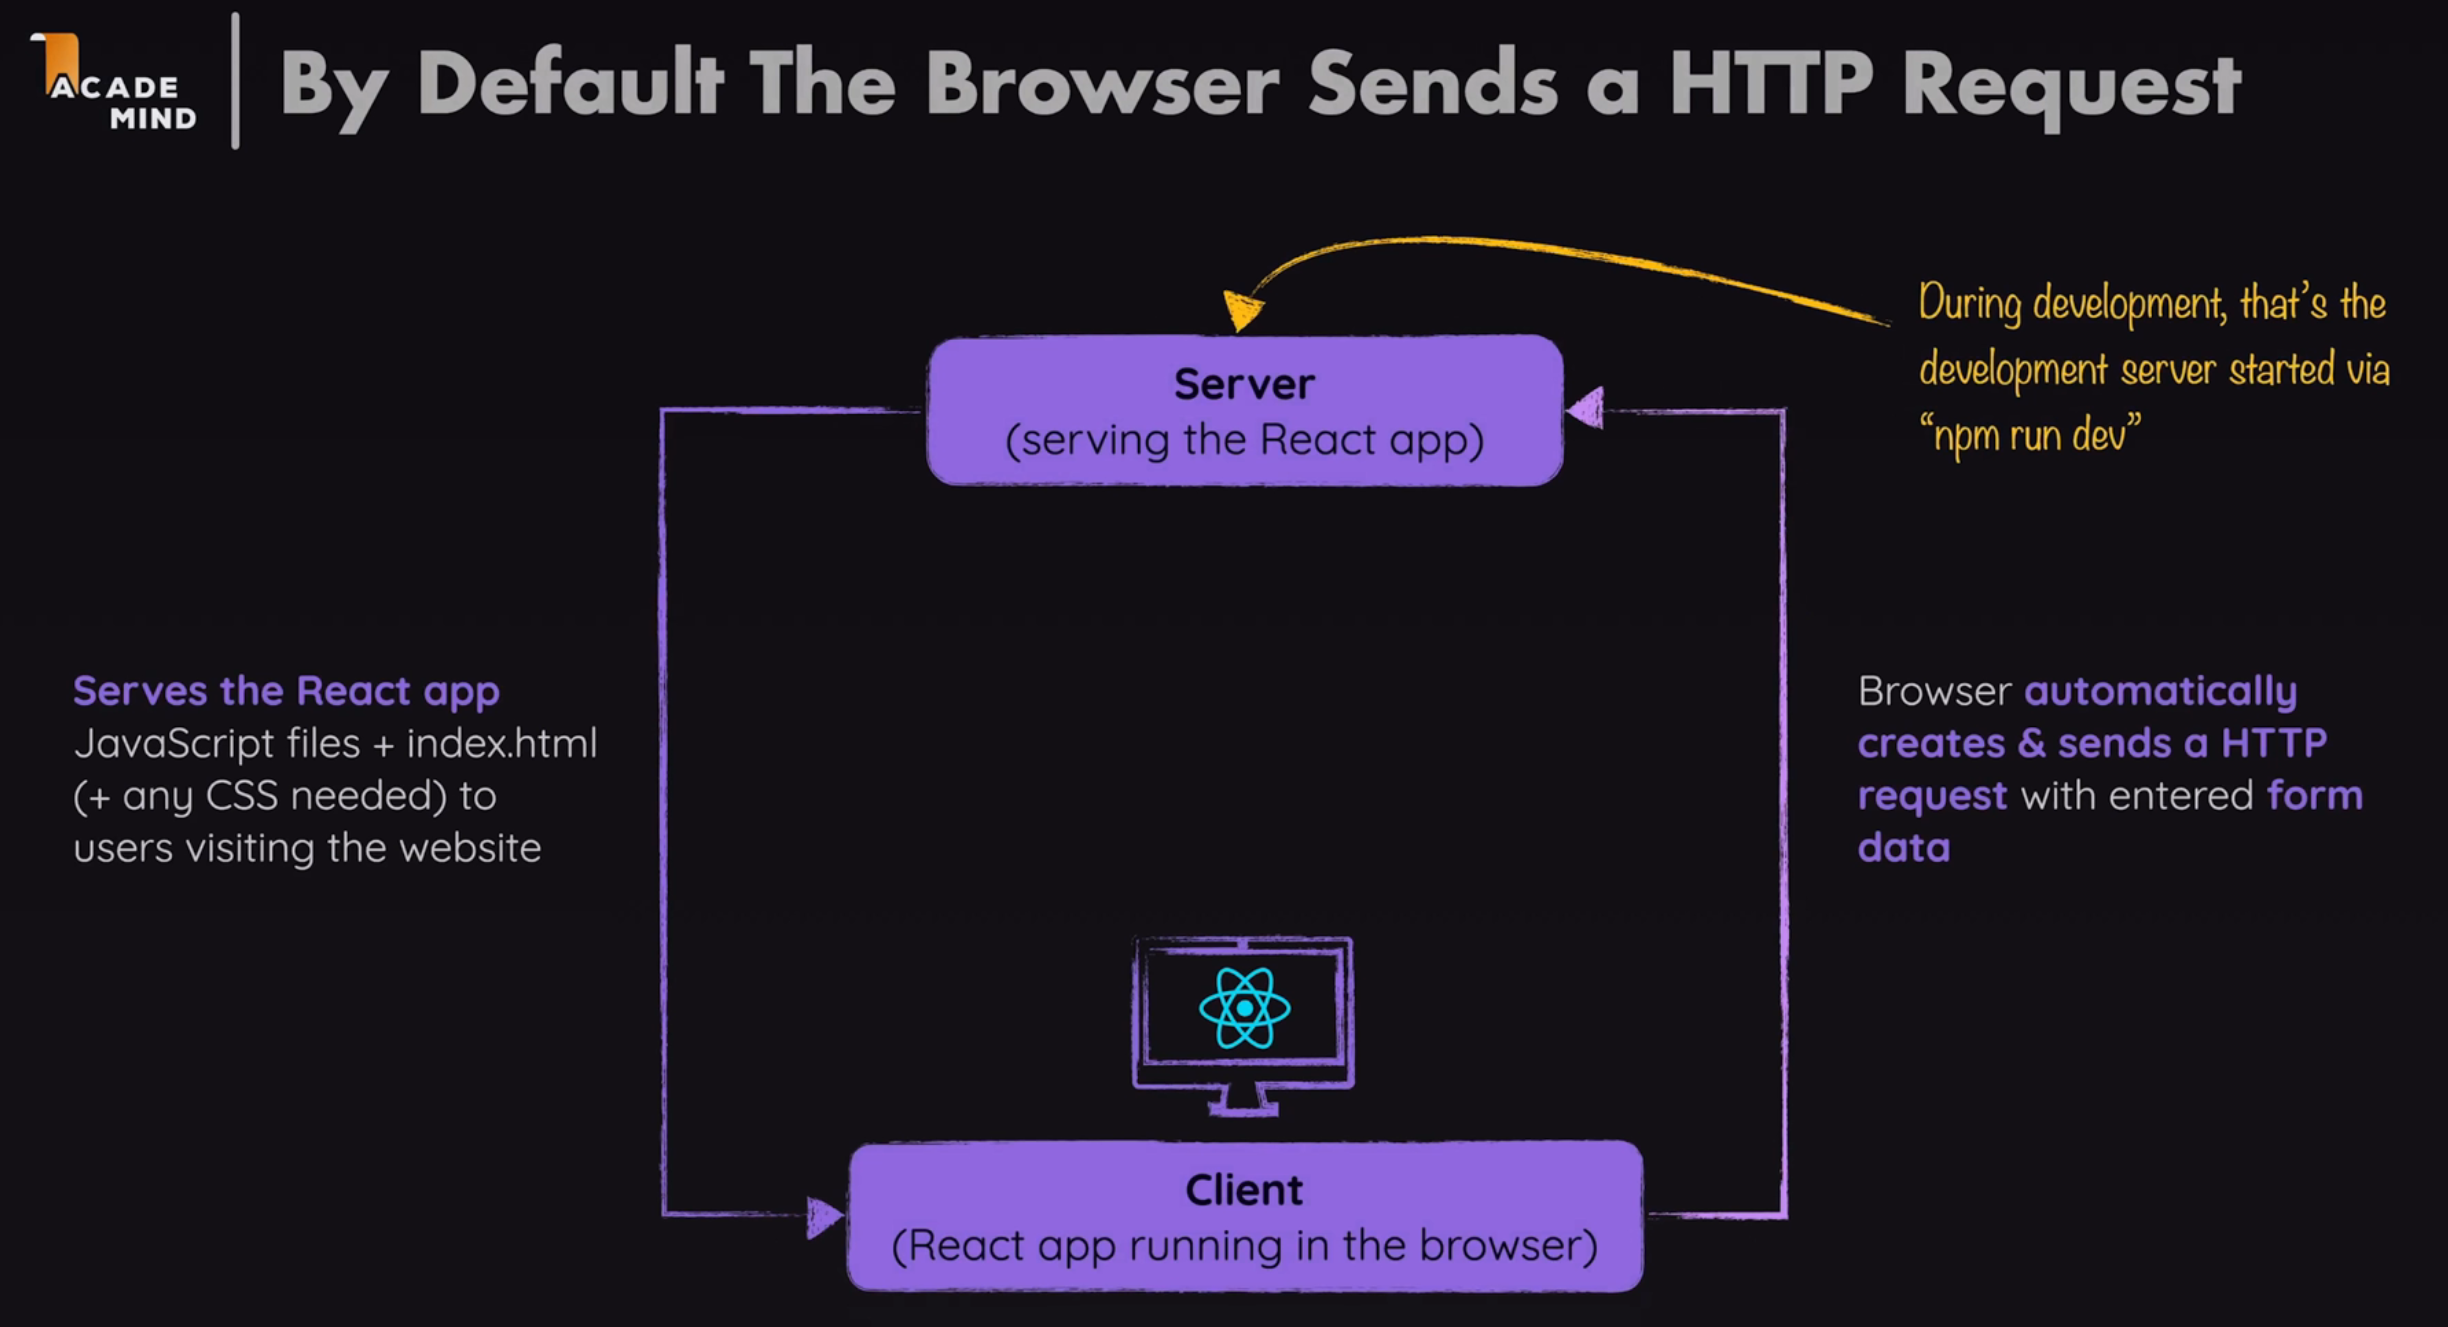 ACADE
MIND
By Default The Browser Sends a HTTP Request
During development, that's the
development server started via
“npm run dev”
Server
(serving the React app)
Serves the React app
JavaScript files + index.html
(+ any CSS needed) to
users visiting the website
Browser automatically
creates & sends a HTTP
request with entered form
data
Client
(React app running in the browser)